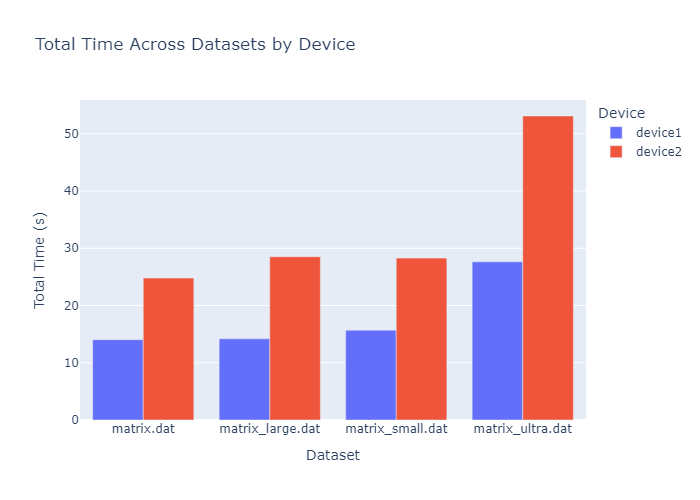 Total Time Across Datasets by Device
Device
device1
device2
50
40
30
20
10
0
Total Time (s)
matrix.dat
matrix_large.dat
matrix_small.dat
matrix_ultra.dat
Dataset